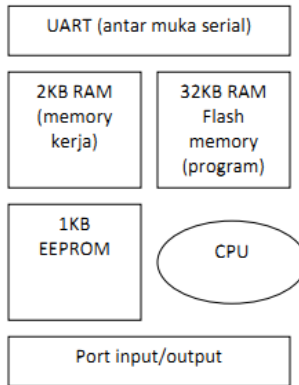 UART (antar muka serial)
2KB RAM
(memory
kerja)
32KB RAM
Flash
memory
(program)
1KB
EEPROM
CPU
Port input/output